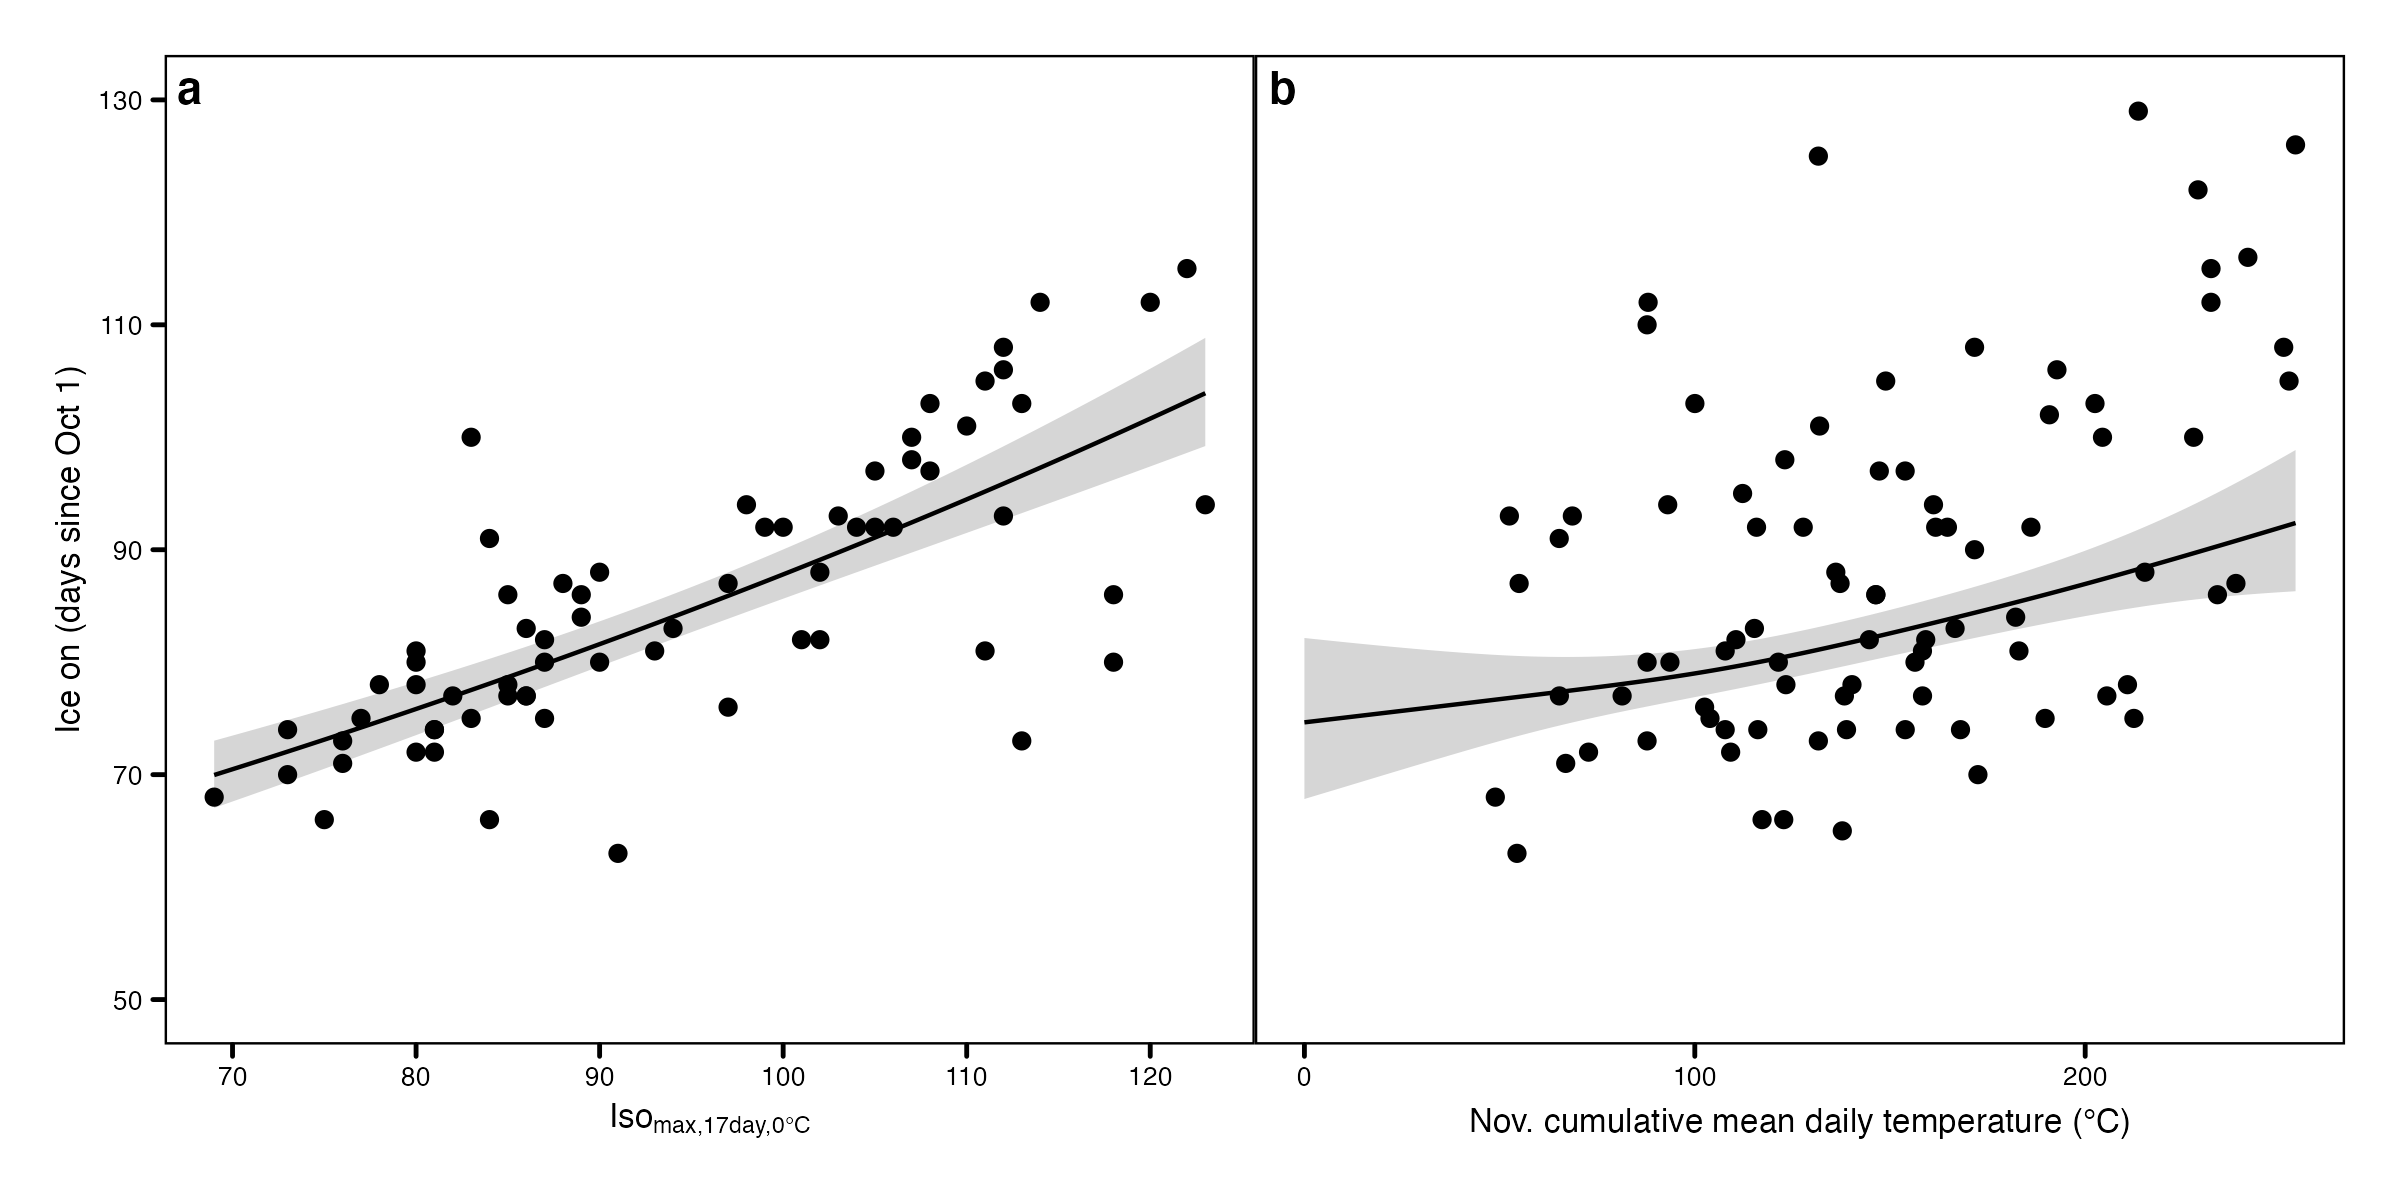 a
b
130
110
90
70
50
Ice on (days since Oct 1)
70 80 90 100 110 120
0 100 200
Isomax,17day,0°C
Nov. cumulative mean daily temperature (°C)